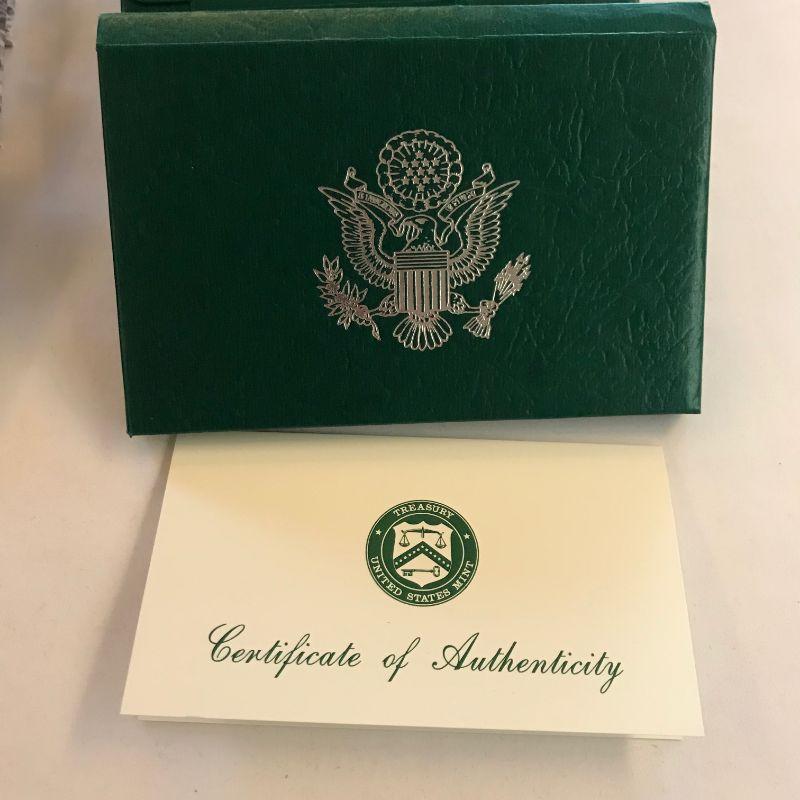 TREASURY
UNITED STATES MINT
Certificate of Authenticity